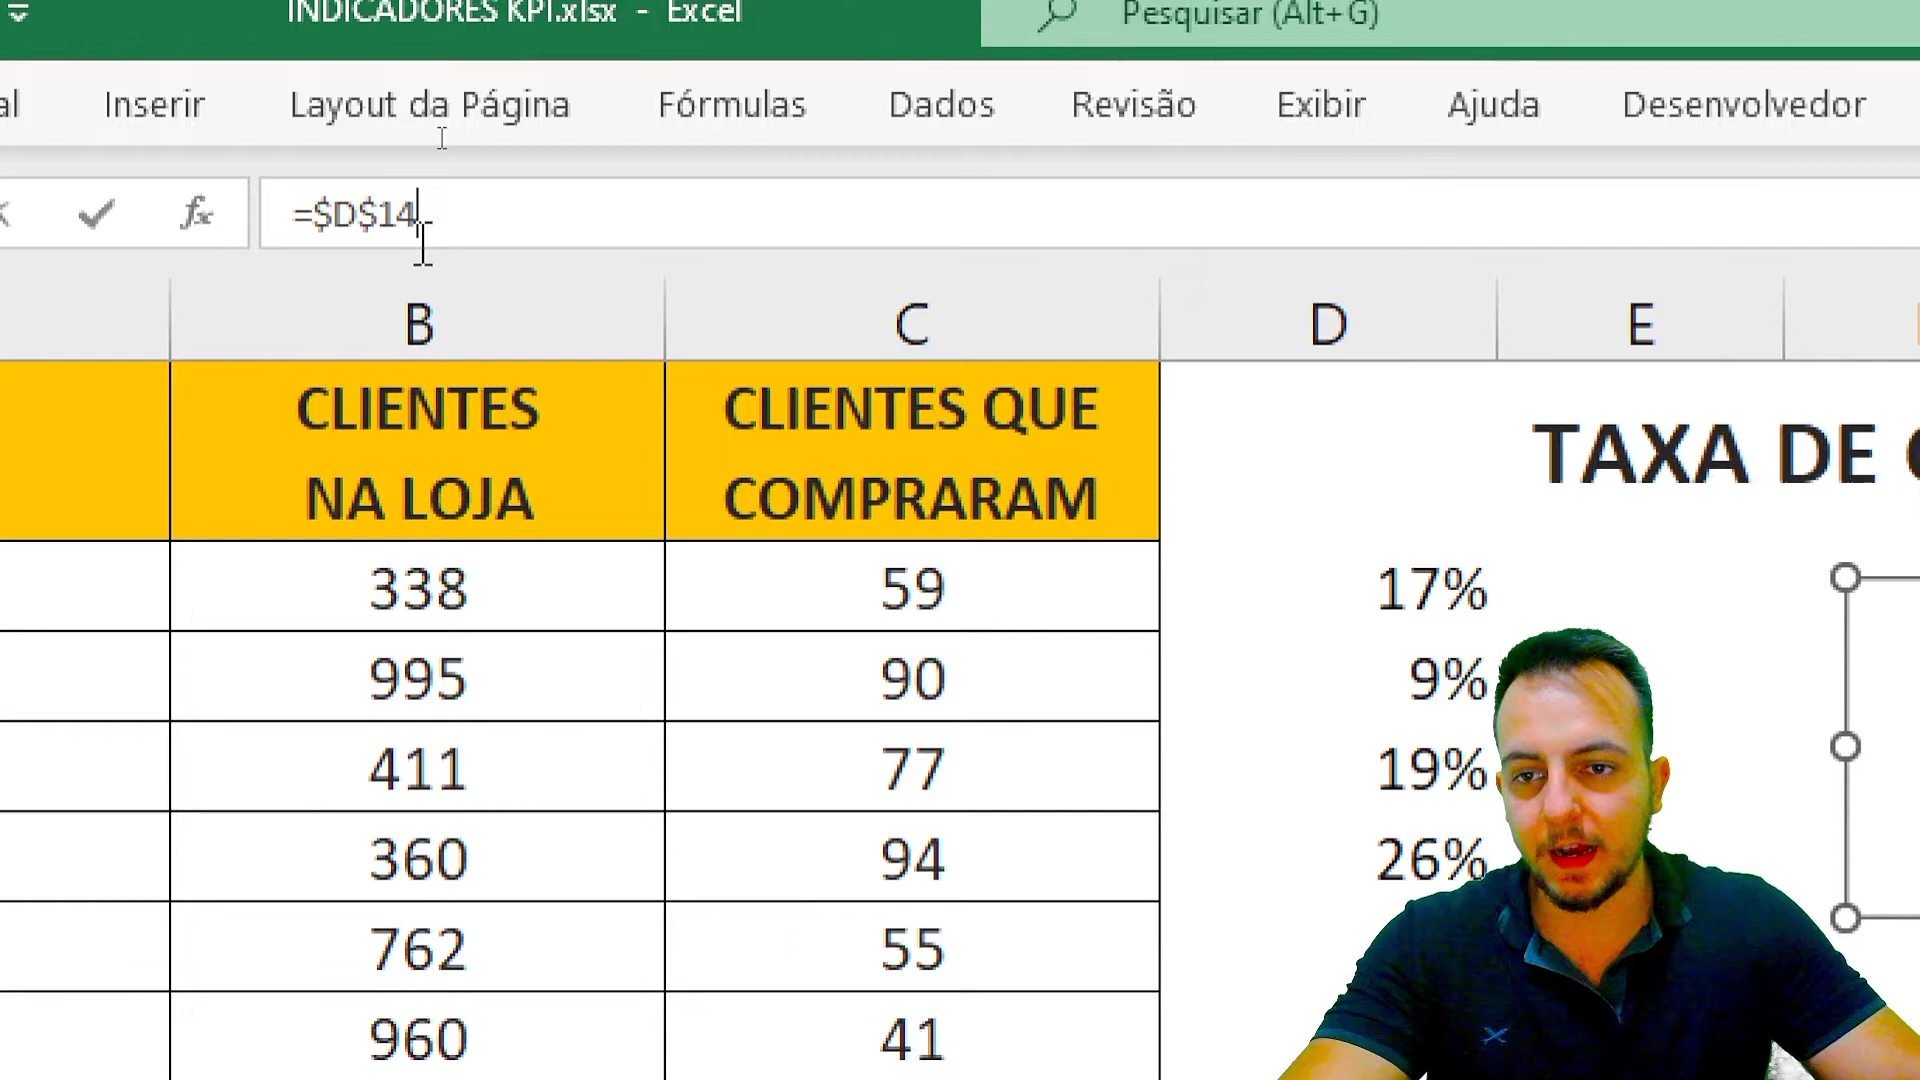 INDICADORES KPI.xlsx - Excel
Pesquisar (Alt+G)
al Inserir Layout da Página Fórmulas Dados Revisão Exibir Ajuda Desenvolvedor
fx =$D$14
B C D E
CLIENTES
NA LOJA
CLIENTES QUE
COMPRARAM
TAXA DE
338 59 17%
995 90 9%
411 77 19%
360 94 26%
762 55
960 41